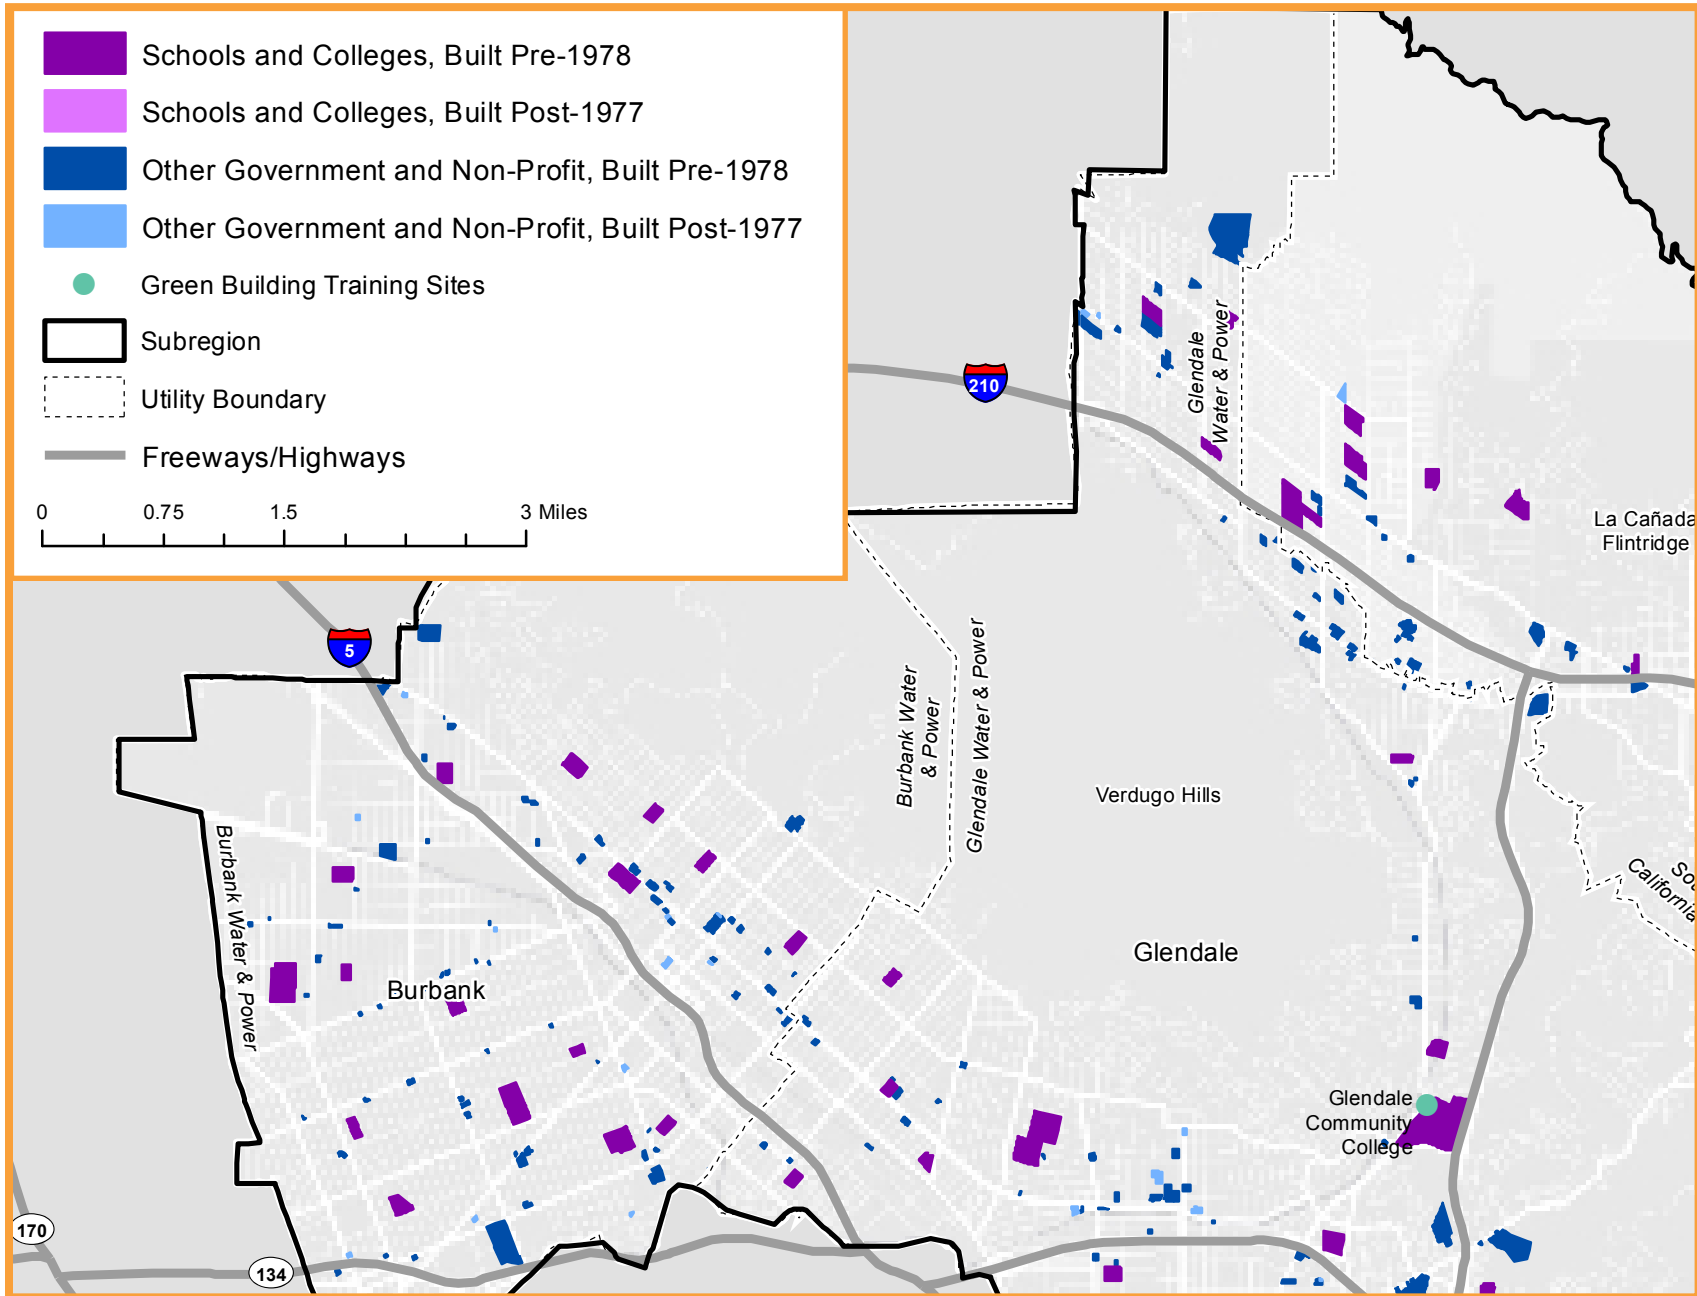 Schools and Colleges, Built Pre-1978
Schools and Colleges, Built Post-1977
Other Government and Non-Profit, Built Pre-1978
Other Government and Non-Profit, Built Post-1977
Green Building Training Sites
Subregion
Utility Boundary
Freeways/Highways
0 0.75 1.5 3 Miles
210
Glendale
Water & Power
La Cañada
Flintridge
5
Burbank Water
& Power
Glendale Water & Power
Verdugo Hills
Burbank Water & Power
Sou
California
Glendale
Burbank
Glendale
Community
College
170
134